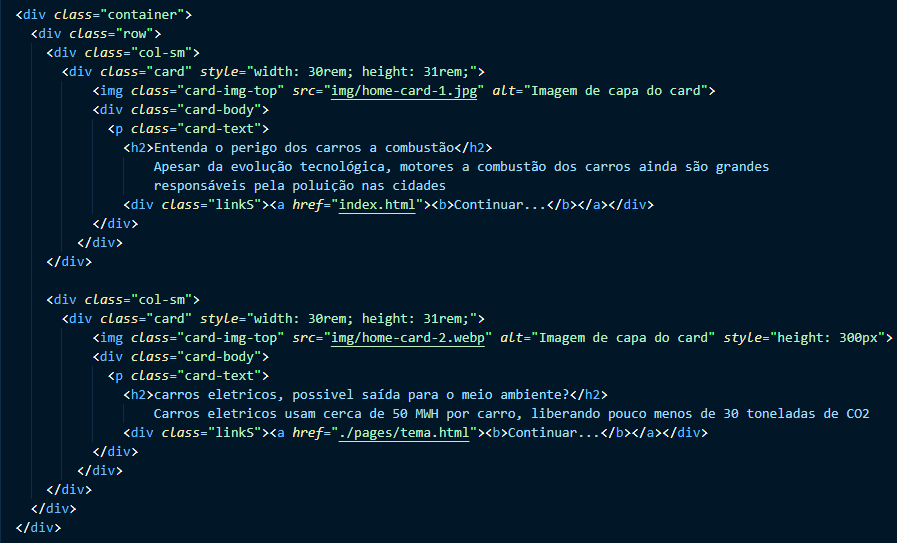 <div class="container">
<div class="row">
<div class="col-sm">
<div class="card" style="width: 30rem; height: 31rem;">
<img class="card-img-top" src="img/home-card-1.jpg" alt="Imagem de capa do card">
<div class="card-body">
<p class="card-text">
<h2>Entenda o perigo dos carros a combustão</h2>
Apesar da evolução tecnológica, motores a combustão dos carros ainda são grandes
responsáveis pela poluição nas cidades
<div class="linkS"><a href="index.html"><b>Continuar...</b></a></div>
</div>
</div>
</div>
<div class="col-sm">
<div class="card" style="width: 30rem; height: 31rem;">
<img class="card-img-top" src="img/home-card-2.webp" alt="Imagem de capa do card" style="height: 300px">
<div class="card-body">
<p class="card-text">
<h2>carros eletricos, possivel saída para o meio ambiente?</h2>
Carros eletricos usam cerca de 50 MWH por carro, liberando pouco menos de 30 toneladas de CO2
<div class="linkS"><a href="./pages/tema.html"><b>Continuar...</b></a></div>
</div>
</div>
</div>
</div>
</div>